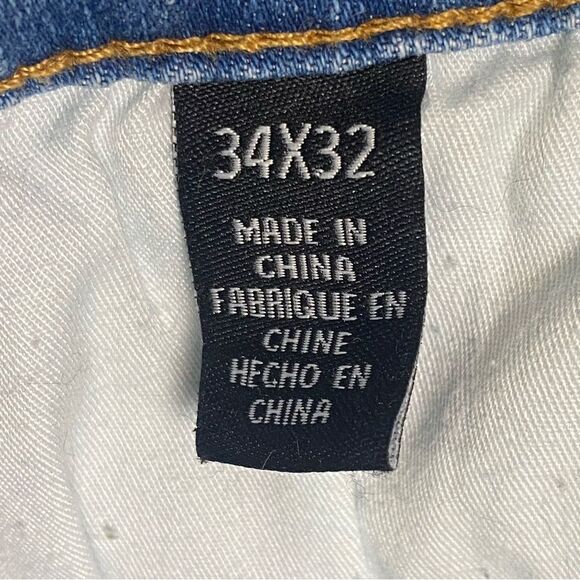 34X32
MADE IN
CHINA
FABRIQUE EN
CHINE
HECHO EN
CHINA